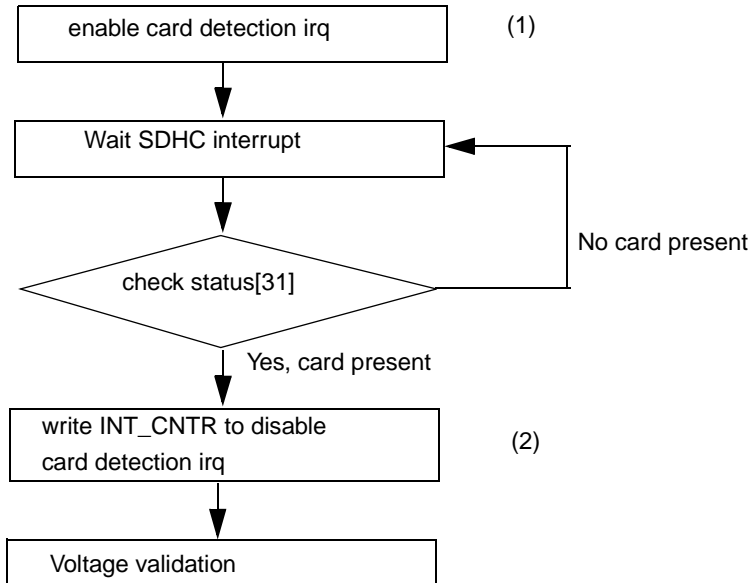 enable card detection irq
(1)
Wait SDHC interrupt
No card present
check status[31]
Yes, card present
write INT_CNTR to disable
card detection irq
(2)
Voltage validation